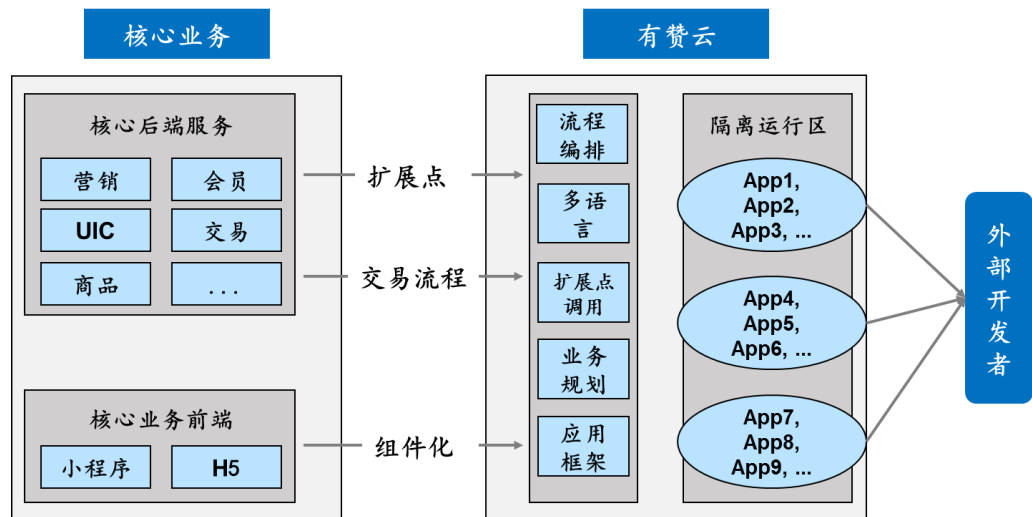 核心业务
有赞云
核心后端服务
营销
会员
UIC
交易
商品
...
核心业务前端
小程序
H5
扩展点
交易流程
组件化
流程
编排
多语
言
扩展点
调用
业务
规划
应用
框架
隔离运行区
App1,
App2,
App3, ...
App4,
App5,
App6, ...
App7,
App8,
App9, ...
外
部
开
发
者